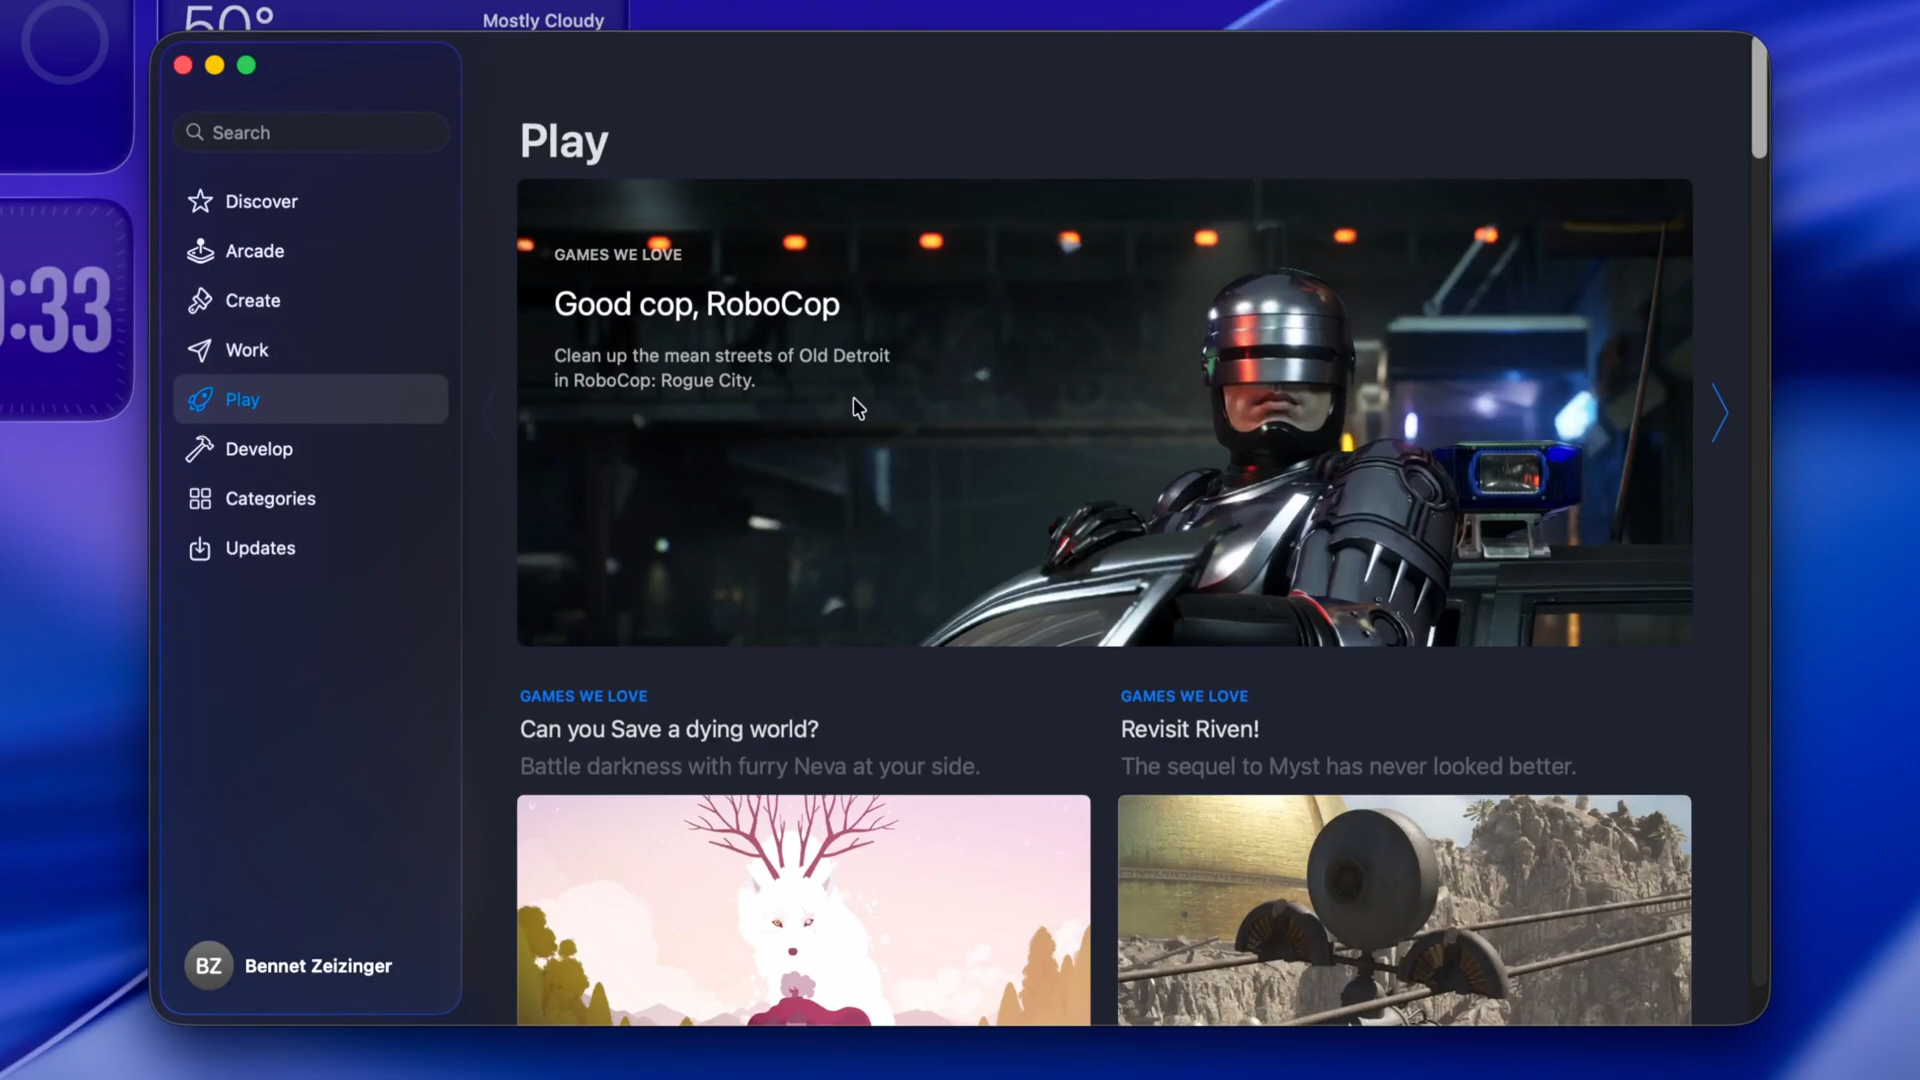 50°
Mostly Cloudy
:33
Search
Discover
Arcade
Create
Work
Play
Develop
Categories
Updates
BZ
Bennet Zeizinger
Play
GAMES WE LOVE
Good cop, RoboCop
Clean up the mean streets of Old Detroit
in RoboCop: Rogue City.
GAMES WE LOVE
Can you Save a dying world?
Battle darkness with furry Neva at your side.
GAMES WE LOVE
Revisit Riven!
The sequel to Myst has never looked better.